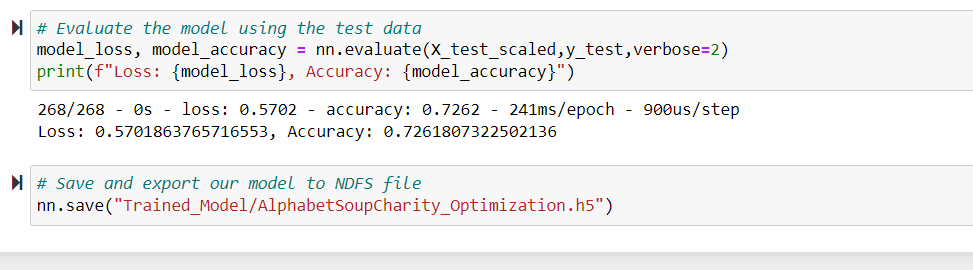 # Evaluate the model using the test data
model_loss, model_accuracy = nn.evaluate(X_test_scaled,y_test,verbose=2)
print(f"Loss: {model_loss}, Accuracy: {model_accuracy}")
268/268 - 0s - loss: 0.5702 - accuracy: 0.7262 - 241ms/epoch - 900us/step
Loss: 0.5701863765716553, Accuracy: 0.7261807322502136
# Save and export our model to NDFS file
nn.save("Trained_Model/AlphabetSoupCharity_Optimization.h5")